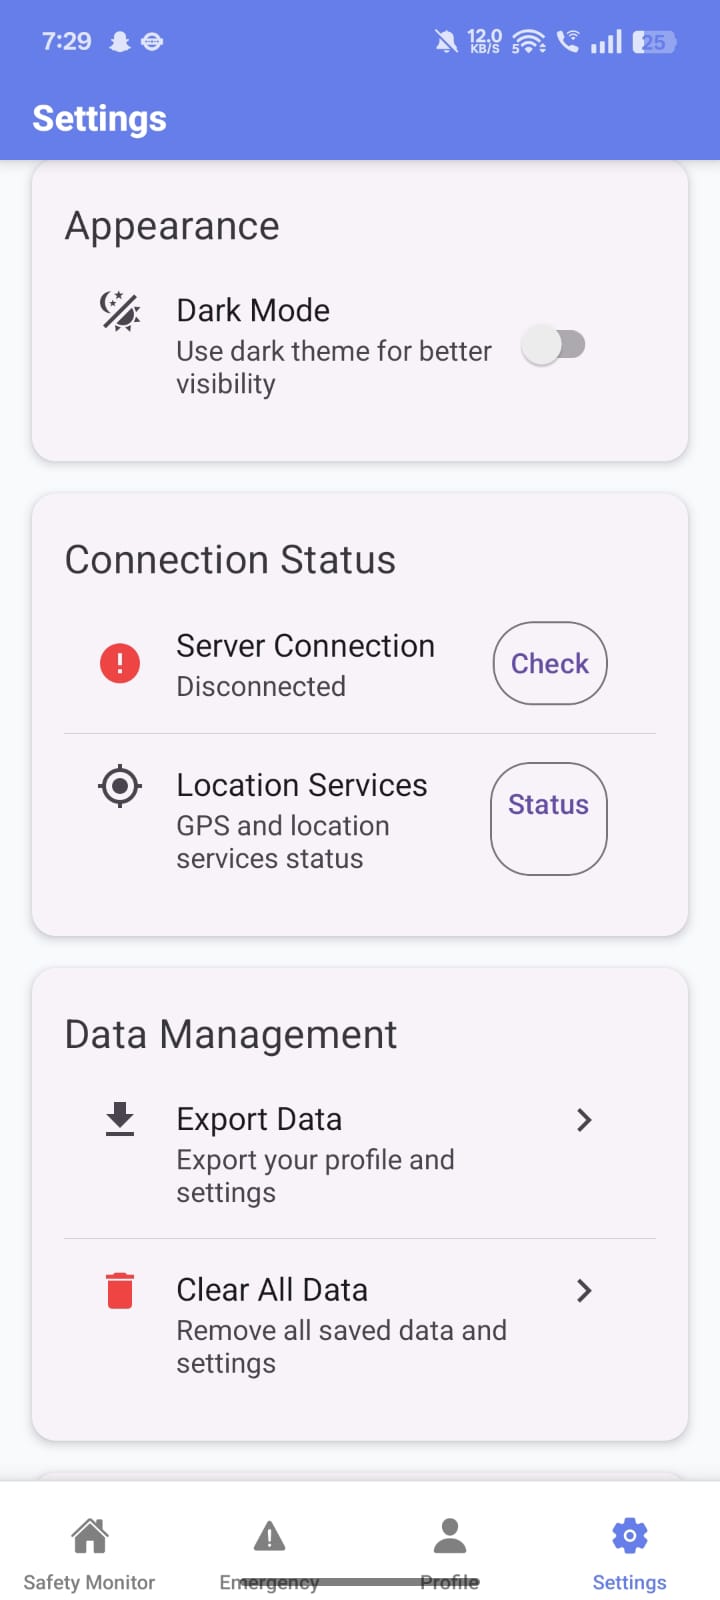 7:29
12.0
KB/S
5
25
Settings
Appearance
Dark Mode
Use dark theme for better
visibility
Connection Status
Server Connection
Disconnected
Check
Location Services
GPS and location
services status
Status
Data Management
Export Data
Export your profile and
settings
Clear All Data
Remove all saved data and
settings
Safety Monitor
Emergency
Profile
Settings